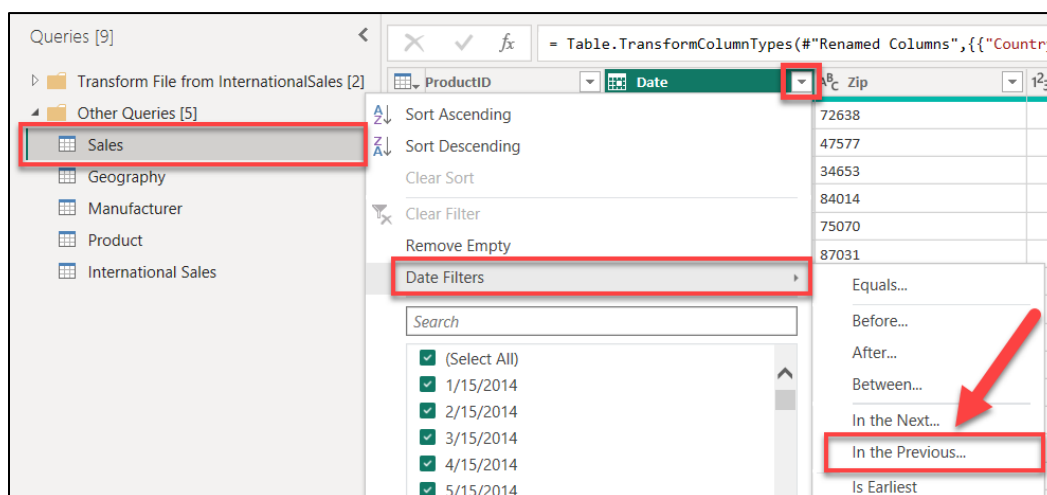 Queries [9]
fx
= Table.TransformColumnTypes(#"Renamed Columns",{{"Countr
Transform File from InternationalSales [2]
Other Queries [5]
Sales
Geography
Manufacturer
Product
International Sales
ProductID
Date
ABC Zip
123
Sort Ascending
Sort Descending
Clear Sort
Clear Filter
Remove Empty
Date Filters
Search
(Select All)
1/15/2014
2/15/2014
3/15/2014
4/15/2014
5/15/2014
72638
47577
34653
84014
75070
87031
Equals...
Before...
After...
Between...
In the Next...
In the Previous...
Is Earliest